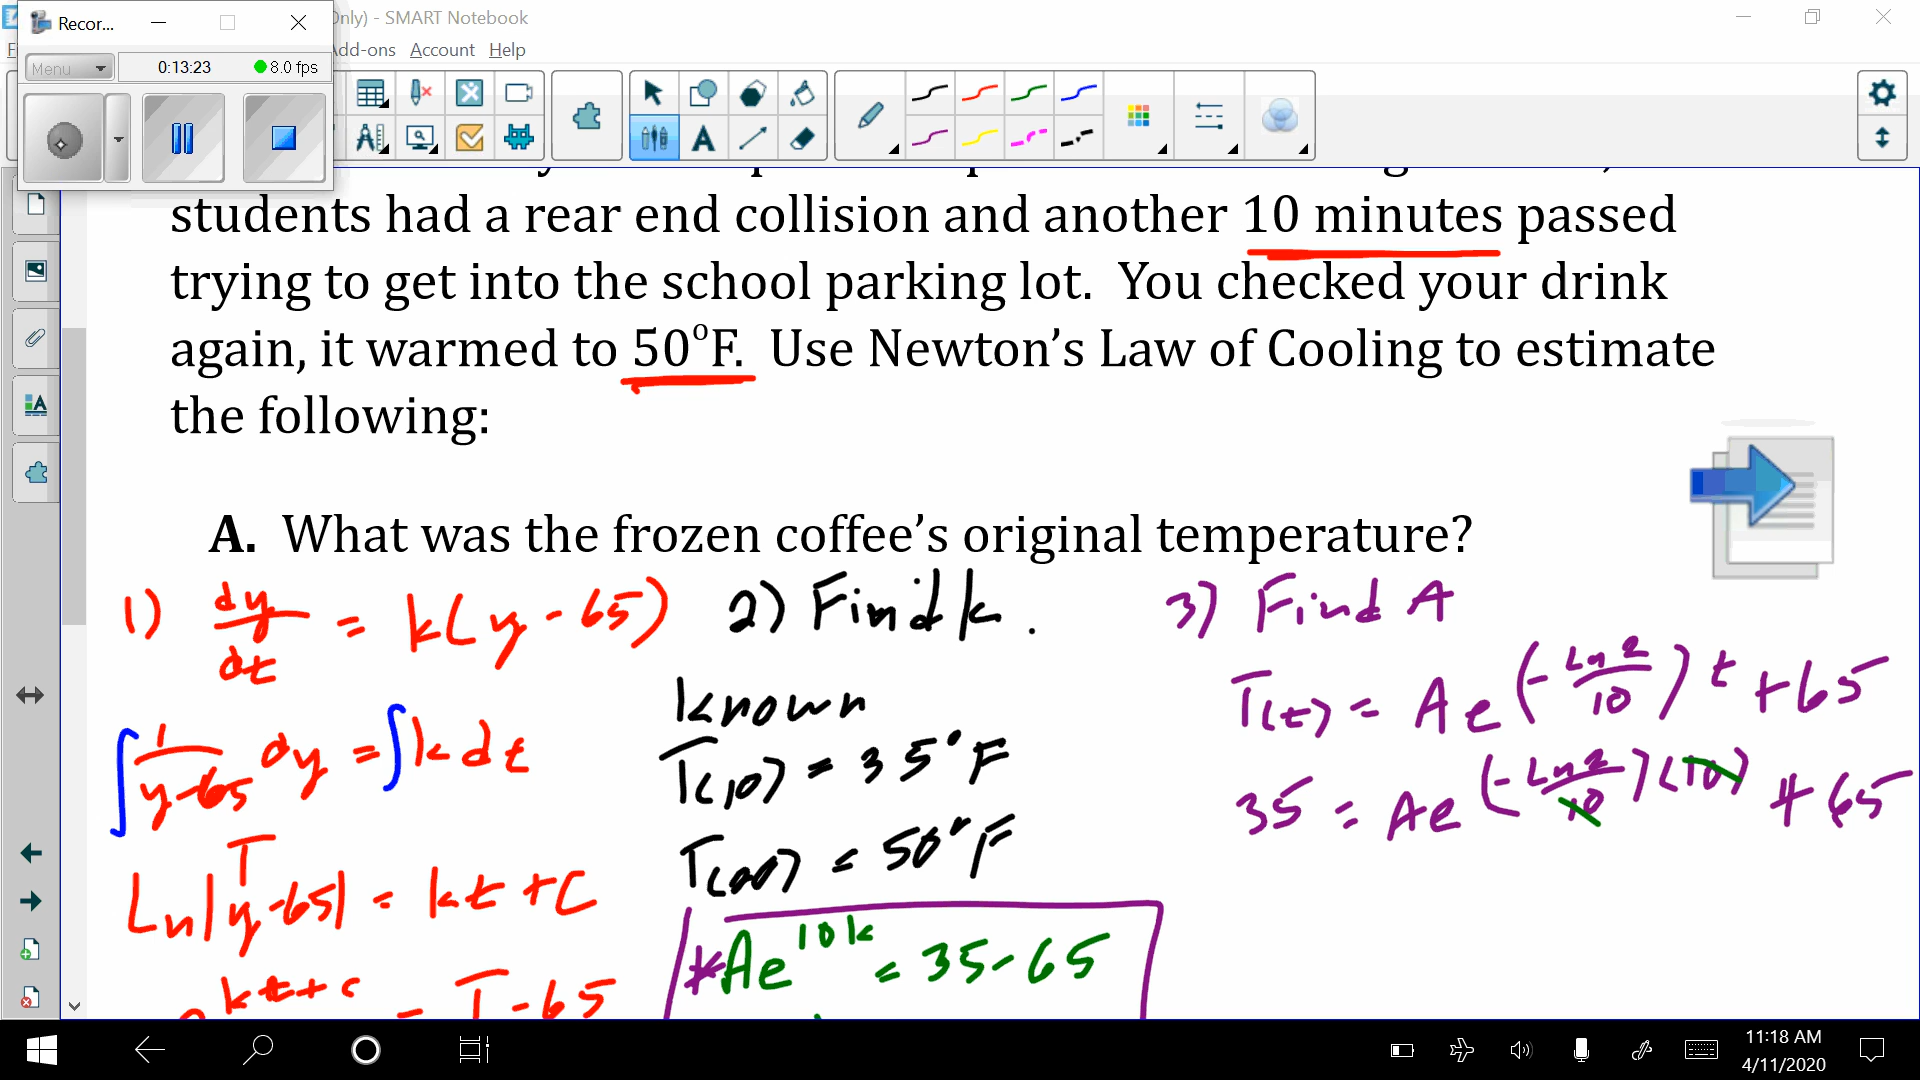 Recor...
Only) - SMART Notebook
Add-ons Account Help
Menu 0:13:23 8.0 fps
students had a rear end collision and another 10 minutes passed
trying to get into the school parking lot. You checked your drink
again, it warmed to 50°F. Use Newton’s Law of Cooling to estimate
the following:
A. What was the frozen coffee’s original temperature?
1) dy/dt = k(y-65)
∫ 1/(y-65) dy = ∫ k dt
T
Ln|y-65| = kt + C
kt+c = T-65
2) Find k.
known
T(10) = 35°F
T(20) = 50°F
*Ae^10k = 35-65
3) Find A
T(t) = Ae^(-Ln2/10)t + 65
35 = Ae^(-Ln2/10)(10) + 65
11:18 AM
4/11/2020